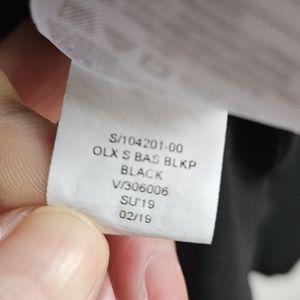 S/104201-00
OLX S BAS BLKP
BLACK
V/306006
SU'19
02/19